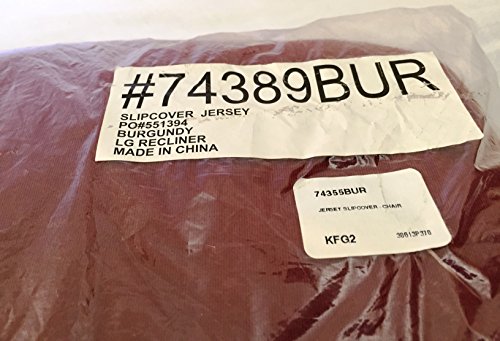 #74389BUR
SLIPCOVER JERSEY
PO#551394
BURGUNDY
LG RECLINER
MADE IN CHINA
74355BUR
JERSEY SLIPCOVER - CHAIR
KFG2